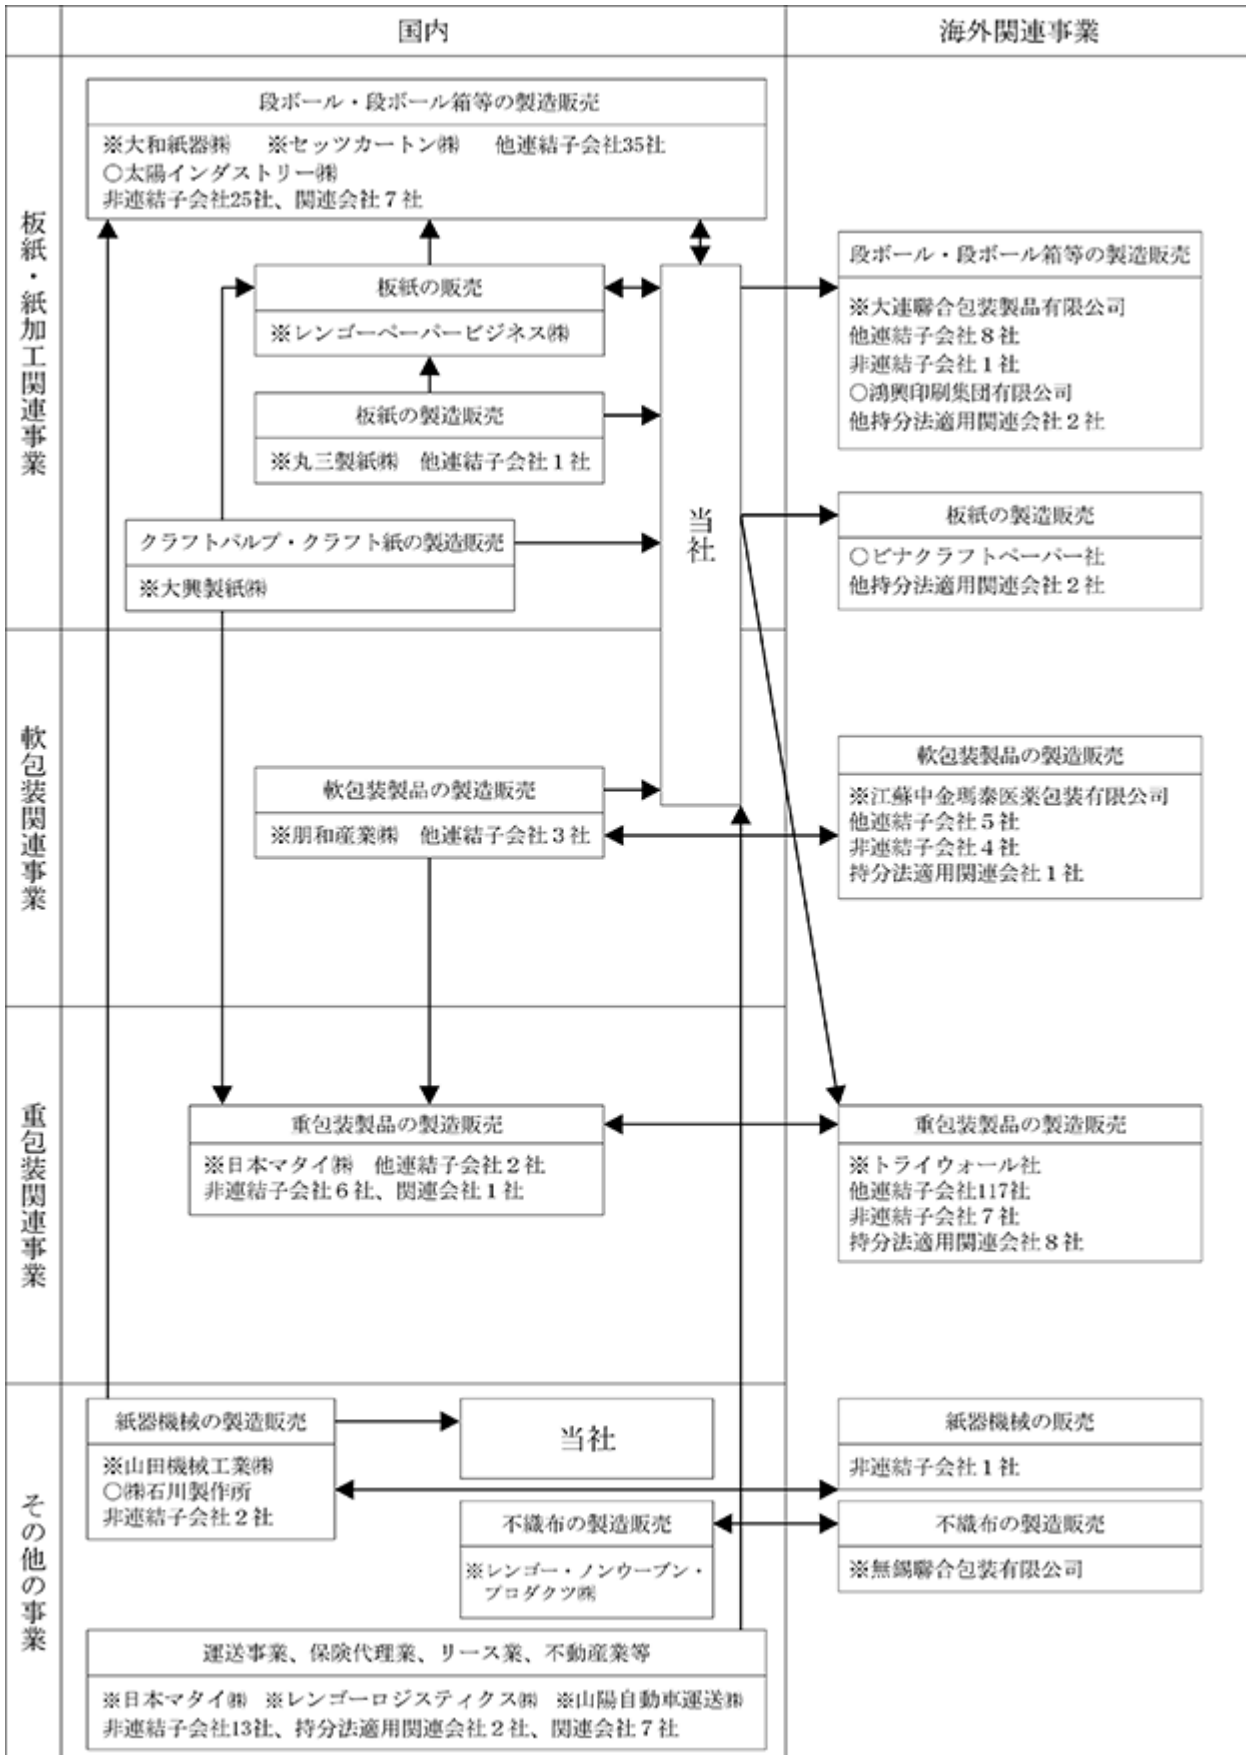 国内
海外関連事業
板紙・紙加工関連事業
段ボール・段ボール箱等の製造販売
※大和紙器㈱　※セッツカートン㈱　他連結子会社35社
○太陽インダストリー㈱
非連結子会社25社、関連会社７社
板紙の販売
※レンゴーペーパービジネス㈱
板紙の製造販売
※丸三製紙㈱　他連結子会社１社
クラフトパルプ・クラフト紙の製造販売
※大興製紙㈱
当社
段ボール・段ボール箱等の製造販売
※大連聯合包装製品有限公司
他連結子会社８社
非連結子会社１社
○鴻興印刷集団有限公司
他持分法適用関連会社２社
板紙の製造販売
○ビナクラフトペーパー社
他持分法適用関連会社２社
軟包装関連事業
軟包装製品の製造販売
※朋和産業㈱　他連結子会社３社
軟包装製品の製造販売
※江蘇中金瑪泰医薬包装有限公司
他連結子会社５社
非連結子会社４社
持分法適用関連会社１社
重包装関連事業
重包装製品の製造販売
※日本マタイ㈱　他連結子会社２社
非連結子会社６社、関連会社１社
重包装製品の製造販売
※トライウォール社
他連結子会社117社
非連結子会社７社
持分法適用関連会社８社
その他の事業
紙器機械の製造販売
※山田機械工業㈱
○㈱石川製作所
非連結子会社２社
当社
紙器機械の販売
非連結子会社１社
不織布の製造販売
※レンゴー・ノンウーブン・
プロダクツ㈱
不織布の製造販売
※無錫聯合包装有限公司
運送事業、保険代理業、リース業、不動産業等
※日本マタイ㈱　※レンゴーロジスティクス㈱　※山陽自動車運送㈱
非連結子会社13社、持分法適用関連会社２社、関連会社７社